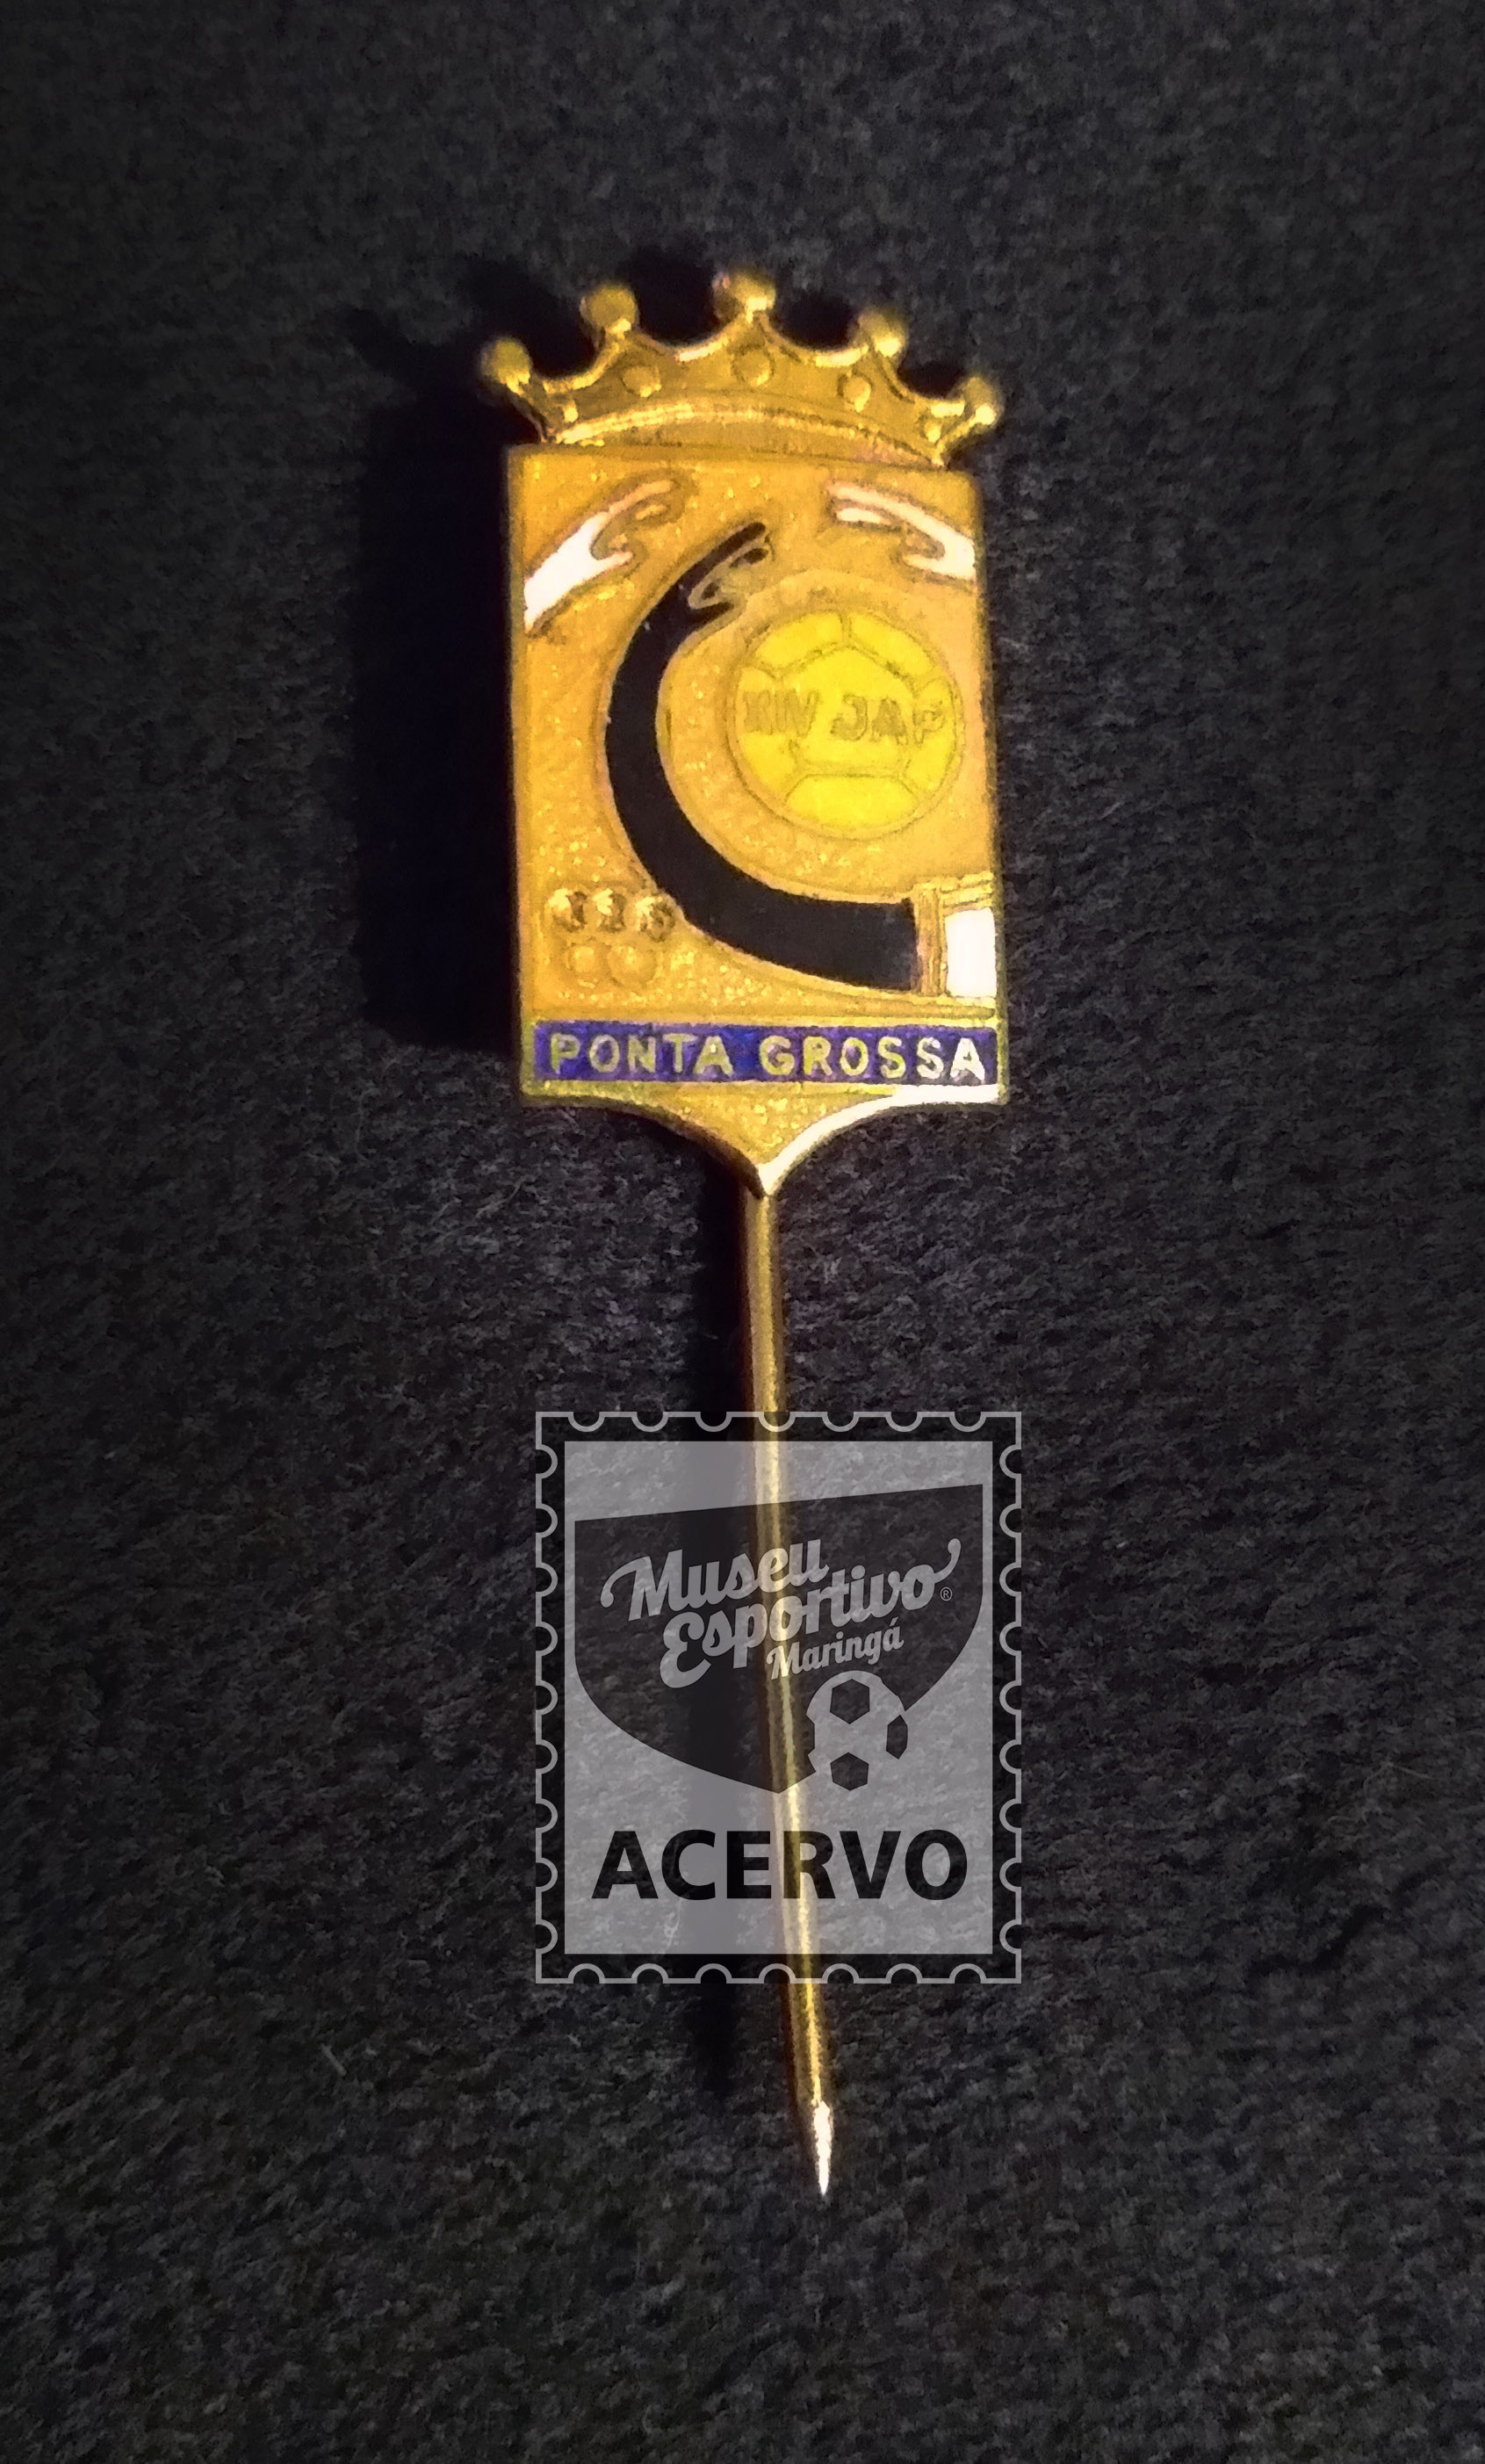 XIV JAP
PONTA GROSSA
Museu
Esportivo®
Maringá
ACERVO